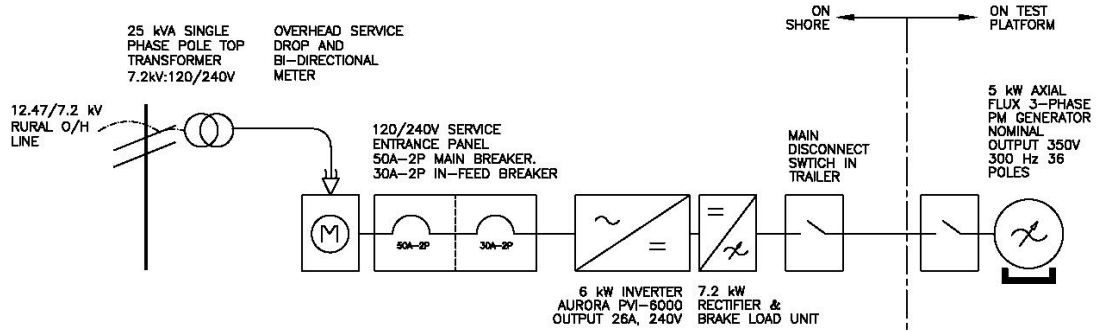 25 kVA SINGLE
PHASE POLE TOP
TRANSFORMER
7.2kV:120/240V
OVERHEAD SERVICE
DROP AND
BI-DIRECTIONAL
METER
ON
SHORE
ON TEST
PLATFORM
12.47/7.2 kV
RURAL O/H
LINE
120/240V SERVICE
ENTRANCE PANEL
50A-2P MAIN BREAKER.
30A-2P IN-FEED BREAKER
MAIN
DISCONNECT
SWTICH IN
TRAILER
5 kW AXIAL
FLUX 3-PHASE
PM GENERATOR
NOMINAL
OUTPUT 350V
300 Hz 36
POLES
M
50A-2P
30A-2P
6 kW INVERTER
AURORA PVI-6000
OUTPUT 26A, 240V
7.2 kW
RECTIFIER &
BRAKE LOAD UNIT